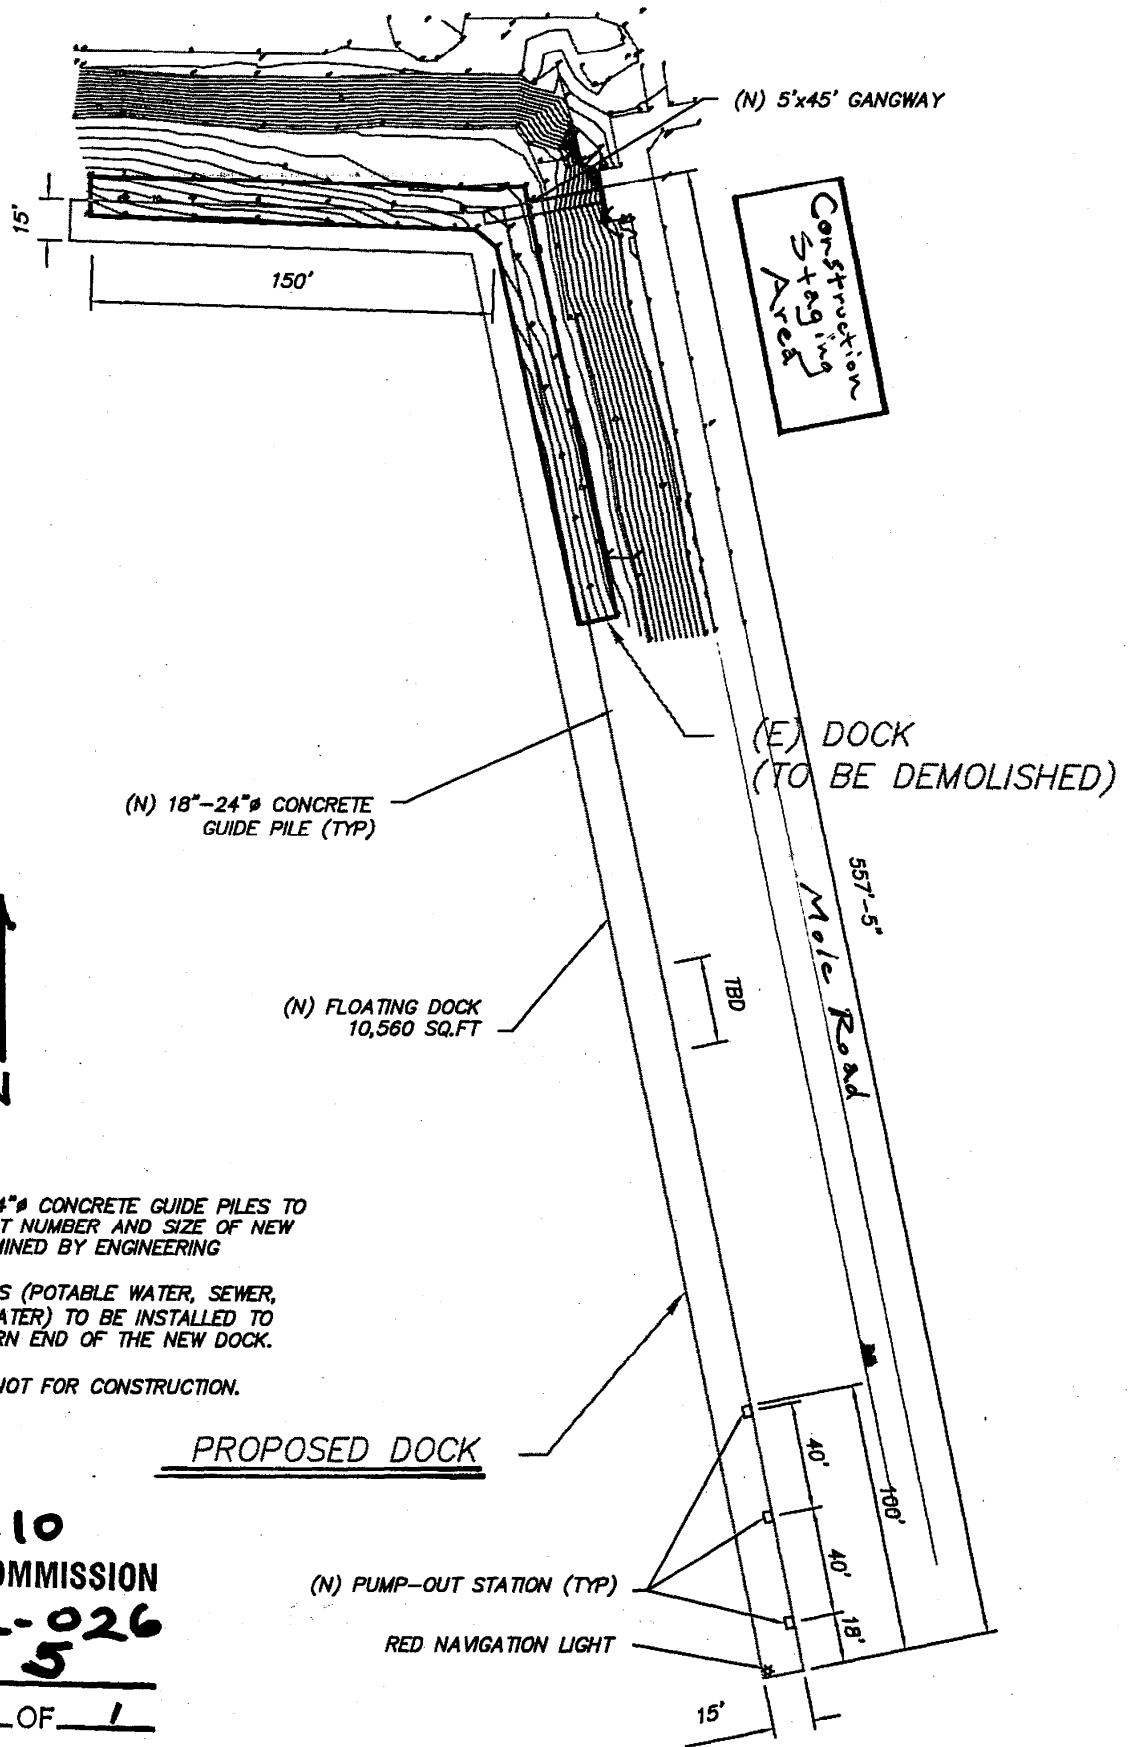 (N) 5'x45' GANGWAY
Construction
Staging
Area
15'
150'
(E) DOCK
(TO BE DEMOLISHED)
(N) 18"-24"ø CONCRETE
GUIDE PILE (TYP)
557'-5"
Mole Road
TBD
(N) FLOATING DOCK
10,560 SQ.FT
4"ø CONCRETE GUIDE PILES TO
T NUMBER AND SIZE OF NEW
MINED BY ENGINEERING
S (POTABLE WATER, SEWER,
ATER) TO BE INSTALLED TO
RN END OF THE NEW DOCK.
NOT FOR CONSTRUCTION.
PROPOSED DOCK
40'
100'
40'
18'
10
OMMISSION
-026
5
OF 1
(N) PUMP-OUT STATION (TYP)
RED NAVIGATION LIGHT
15'